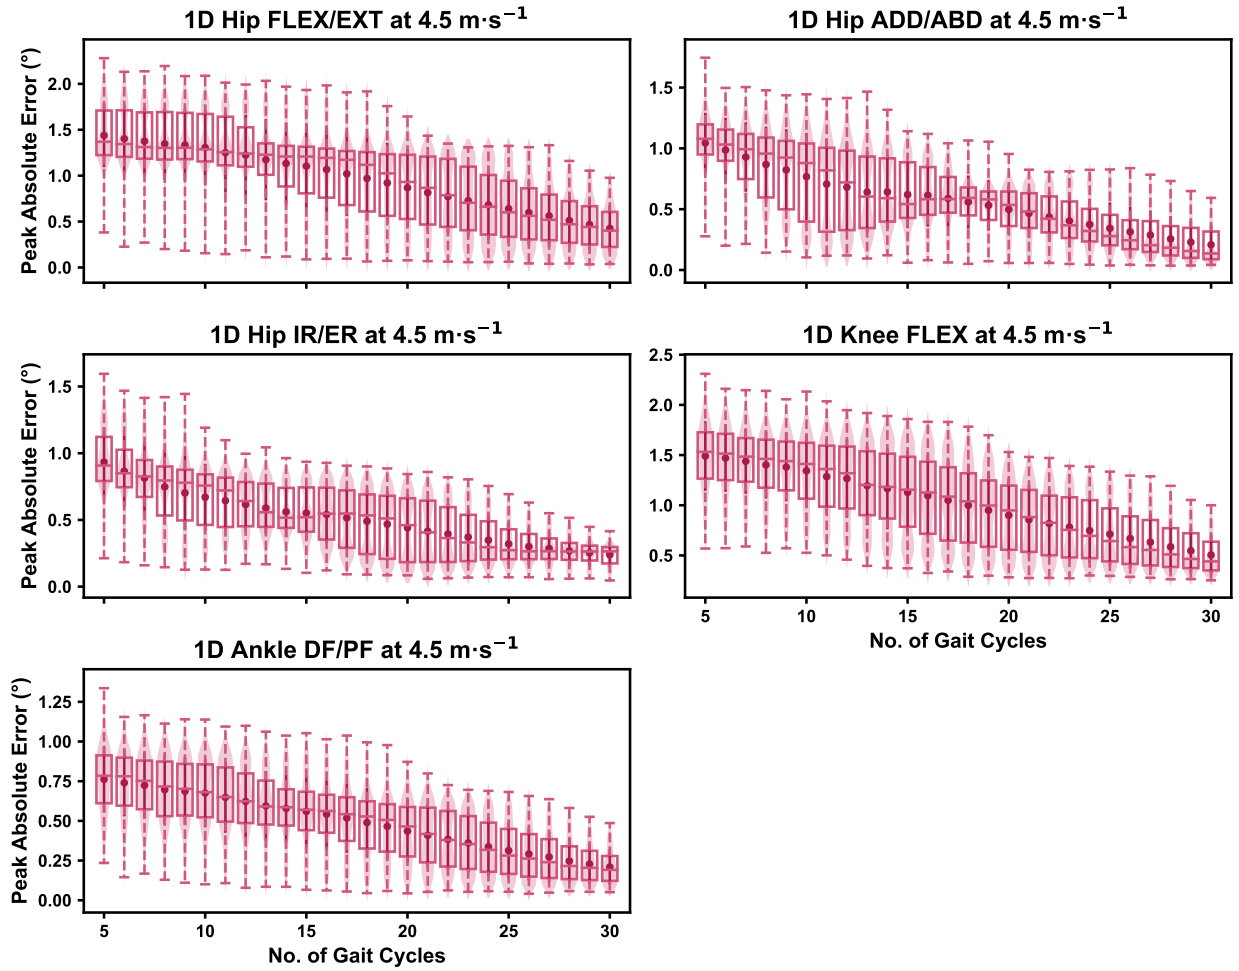 1D Hip FLEX/EXT at 4.5 m·s⁻¹
Peak Absolute Error (°)
2.0
1.5
1.0
0.5
0.0
1D Hip ADD/ABD at 4.5 m·s⁻¹
1.5
1.0
0.5
0.0
1D Hip IR/ER at 4.5 m·s⁻¹
Peak Absolute Error (°)
1.5
1.0
0.5
0.0
1D Knee FLEX at 4.5 m·s⁻¹
2.5
2.0
1.5
1.0
0.5
5 10 15 20 25 30
No. of Gait Cycles
1D Ankle DF/PF at 4.5 m·s⁻¹
Peak Absolute Error (°)
1.25
1.00
0.75
0.50
0.25
0.00
5 10 15 20 25 30
No. of Gait Cycles